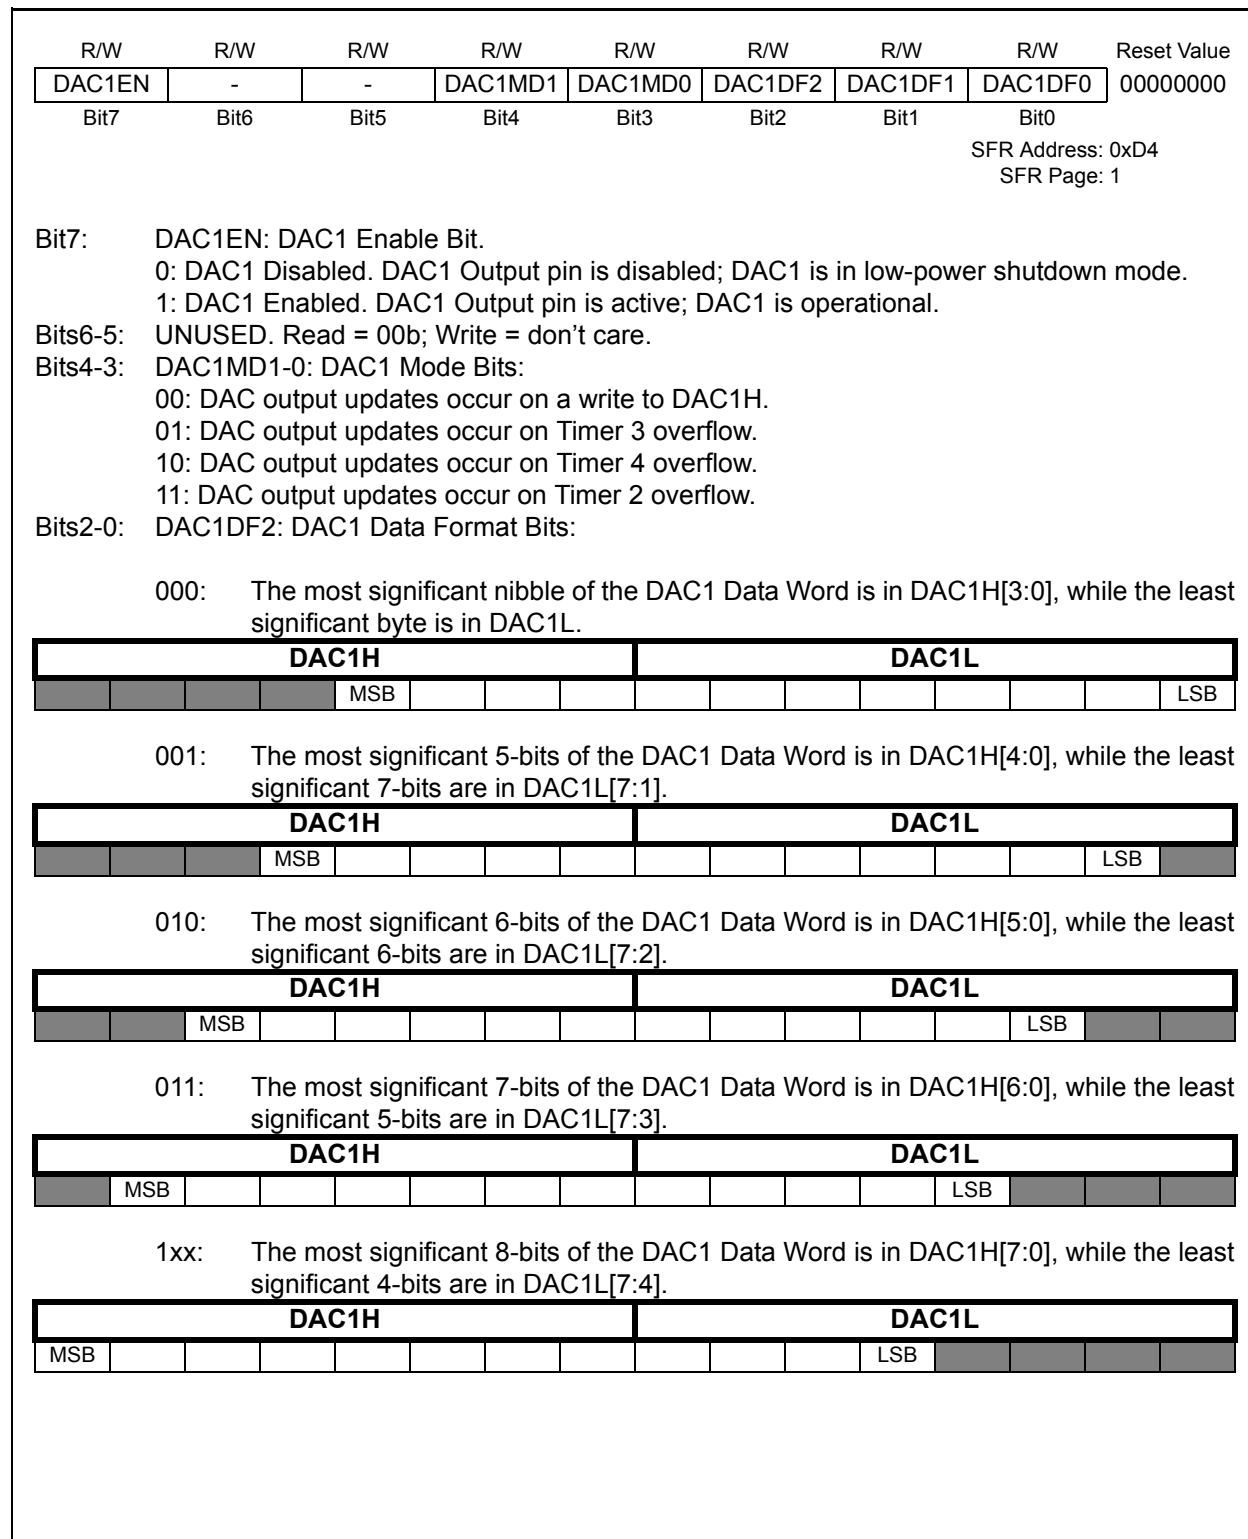 R/W R/W R/W R/W R/W R/W R/W R/W Reset Value
DAC1EN - - DAC1MD1 DAC1MD0 DAC1DF2 DAC1DF1 DAC1DF0 00000000
Bit7 Bit6 Bit5 Bit4 Bit3 Bit2 Bit1 Bit0
SFR Address: 0xD4
SFR Page: 1
Bit7: DAC1EN: DAC1 Enable Bit.
0: DAC1 Disabled. DAC1 Output pin is disabled; DAC1 is in low-power shutdown mode.
1: DAC1 Enabled. DAC1 Output pin is active; DAC1 is operational.
Bits6-5: UNUSED. Read = 00b; Write = don’t care.
Bits4-3: DAC1MD1-0: DAC1 Mode Bits:
00: DAC output updates occur on a write to DAC1H.
01: DAC output updates occur on Timer 3 overflow.
10: DAC output updates occur on Timer 4 overflow.
11: DAC output updates occur on Timer 2 overflow.
Bits2-0: DAC1DF2: DAC1 Data Format Bits:
000: The most significant nibble of the DAC1 Data Word is in DAC1H[3:0], while the least
significant byte is in DAC1L.
DAC1H DAC1L
MSB LSB
001: The most significant 5-bits of the DAC1 Data Word is in DAC1H[4:0], while the least
significant 7-bits are in DAC1L[7:1].
DAC1H DAC1L
MSB LSB
010: The most significant 6-bits of the DAC1 Data Word is in DAC1H[5:0], while the least
significant 6-bits are in DAC1L[7:2].
DAC1H DAC1L
MSB LSB
011: The most significant 7-bits of the DAC1 Data Word is in DAC1H[6:0], while the least
significant 5-bits are in DAC1L[7:3].
DAC1H DAC1L
MSB LSB
1xx: The most significant 8-bits of the DAC1 Data Word is in DAC1H[7:0], while the least
significant 4-bits are in DAC1L[7:4].
DAC1H DAC1L
MSB LSB